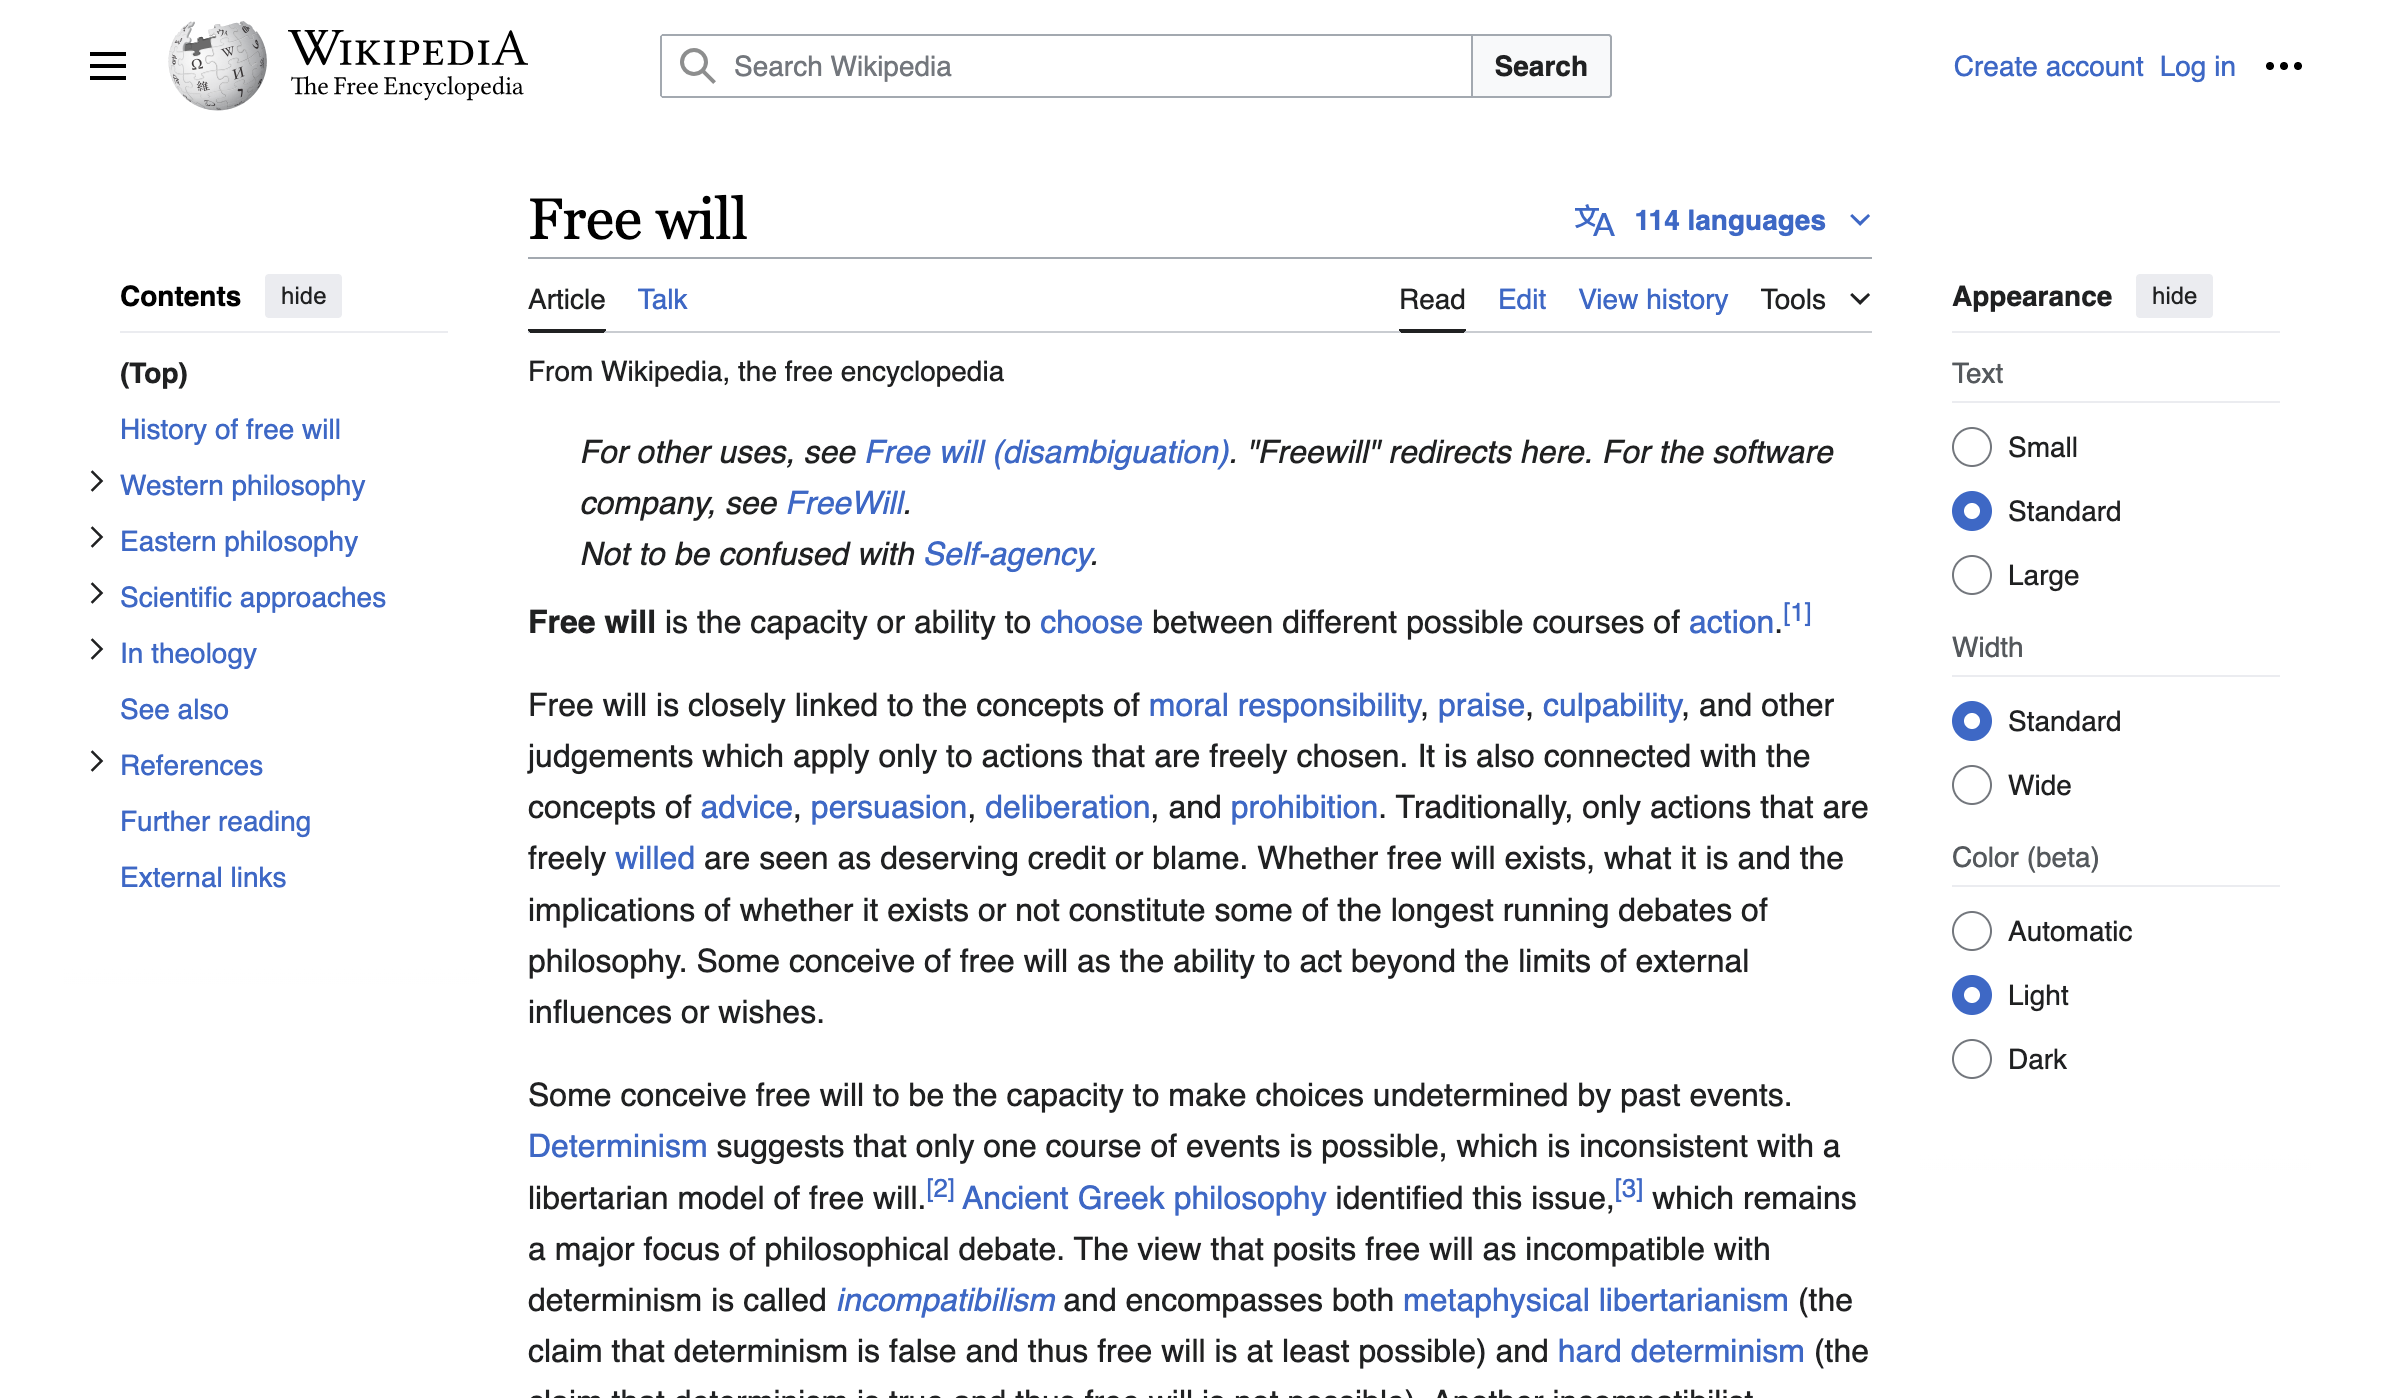 WIKIPEDIA
The Free Encyclopedia
Search Wikipedia
Search
Create account Log in
Free will
114 languages
Contents hide
(Top)
History of free will
Western philosophy
Eastern philosophy
Scientific approaches
In theology
See also
References
Further reading
External links
Article Talk
Read Edit View history Tools
From Wikipedia, the free encyclopedia
For other uses, see Free will (disambiguation). "Freewill" redirects here. For the software
company, see FreeWill.
Not to be confused with Self-agency.
Free will is the capacity or ability to choose between different possible courses of action.[1]
Free will is closely linked to the concepts of moral responsibility, praise, culpability, and other
judgements which apply only to actions that are freely chosen. It is also connected with the
concepts of advice, persuasion, deliberation, and prohibition. Traditionally, only actions that are
freely willed are seen as deserving credit or blame. Whether free will exists, what it is and the
implications of whether it exists or not constitute some of the longest running debates of
philosophy. Some conceive of free will as the ability to act beyond the limits of external
influences or wishes.
Some conceive free will to be the capacity to make choices undetermined by past events.
Determinism suggests that only one course of events is possible, which is inconsistent with a
libertarian model of free will.[2] Ancient Greek philosophy identified this issue,[3] which remains
a major focus of philosophical debate. The view that posits free will as incompatible with
determinism is called incompatibilism and encompasses both metaphysical libertarianism (the
claim that determinism is false and thus free will is at least possible) and hard determinism (the
claim that determinism is true and thus free will is not possible). Another incompatibilist
Appearance hide
Text
Small
Standard
Large
Width
Standard
Wide
Color (beta)
Automatic
Light
Dark